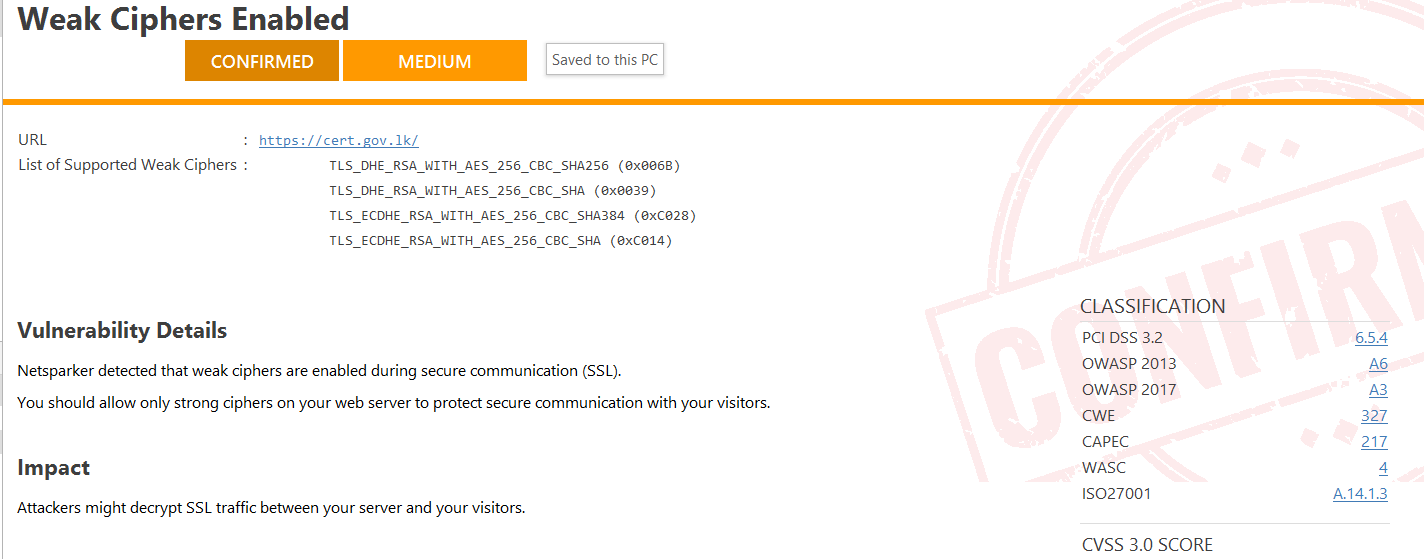 Weak Ciphers Enabled
CONFIRMED
MEDIUM
Saved to this PC
URL : https://cert.gov.lk/
List of Supported Weak Ciphers : TLS_DHE_RSA_WITH_AES_256_CBC_SHA256 (0x006B)
TLS_DHE_RSA_WITH_AES_256_CBC_SHA (0x0039)
TLS_ECDHE_RSA_WITH_AES_256_CBC_SHA384 (0xC028)
TLS_ECDHE_RSA_WITH_AES_256_CBC_SHA (0xC014)
Vulnerability Details
Netsparker detected that weak ciphers are enabled during secure communication (SSL).
You should allow only strong ciphers on your web server to protect secure communication with your visitors.
Impact
Attackers might decrypt SSL traffic between your server and your visitors.
CONFIRM
CLASSIFICATION
PCI DSS 3.2 6.5.4
OWASP 2013 A6
OWASP 2017 A3
CWE 327
CAPEC 217
WASC 4
ISO27001 A.14.1.3
CVSS 3.0 SCORE